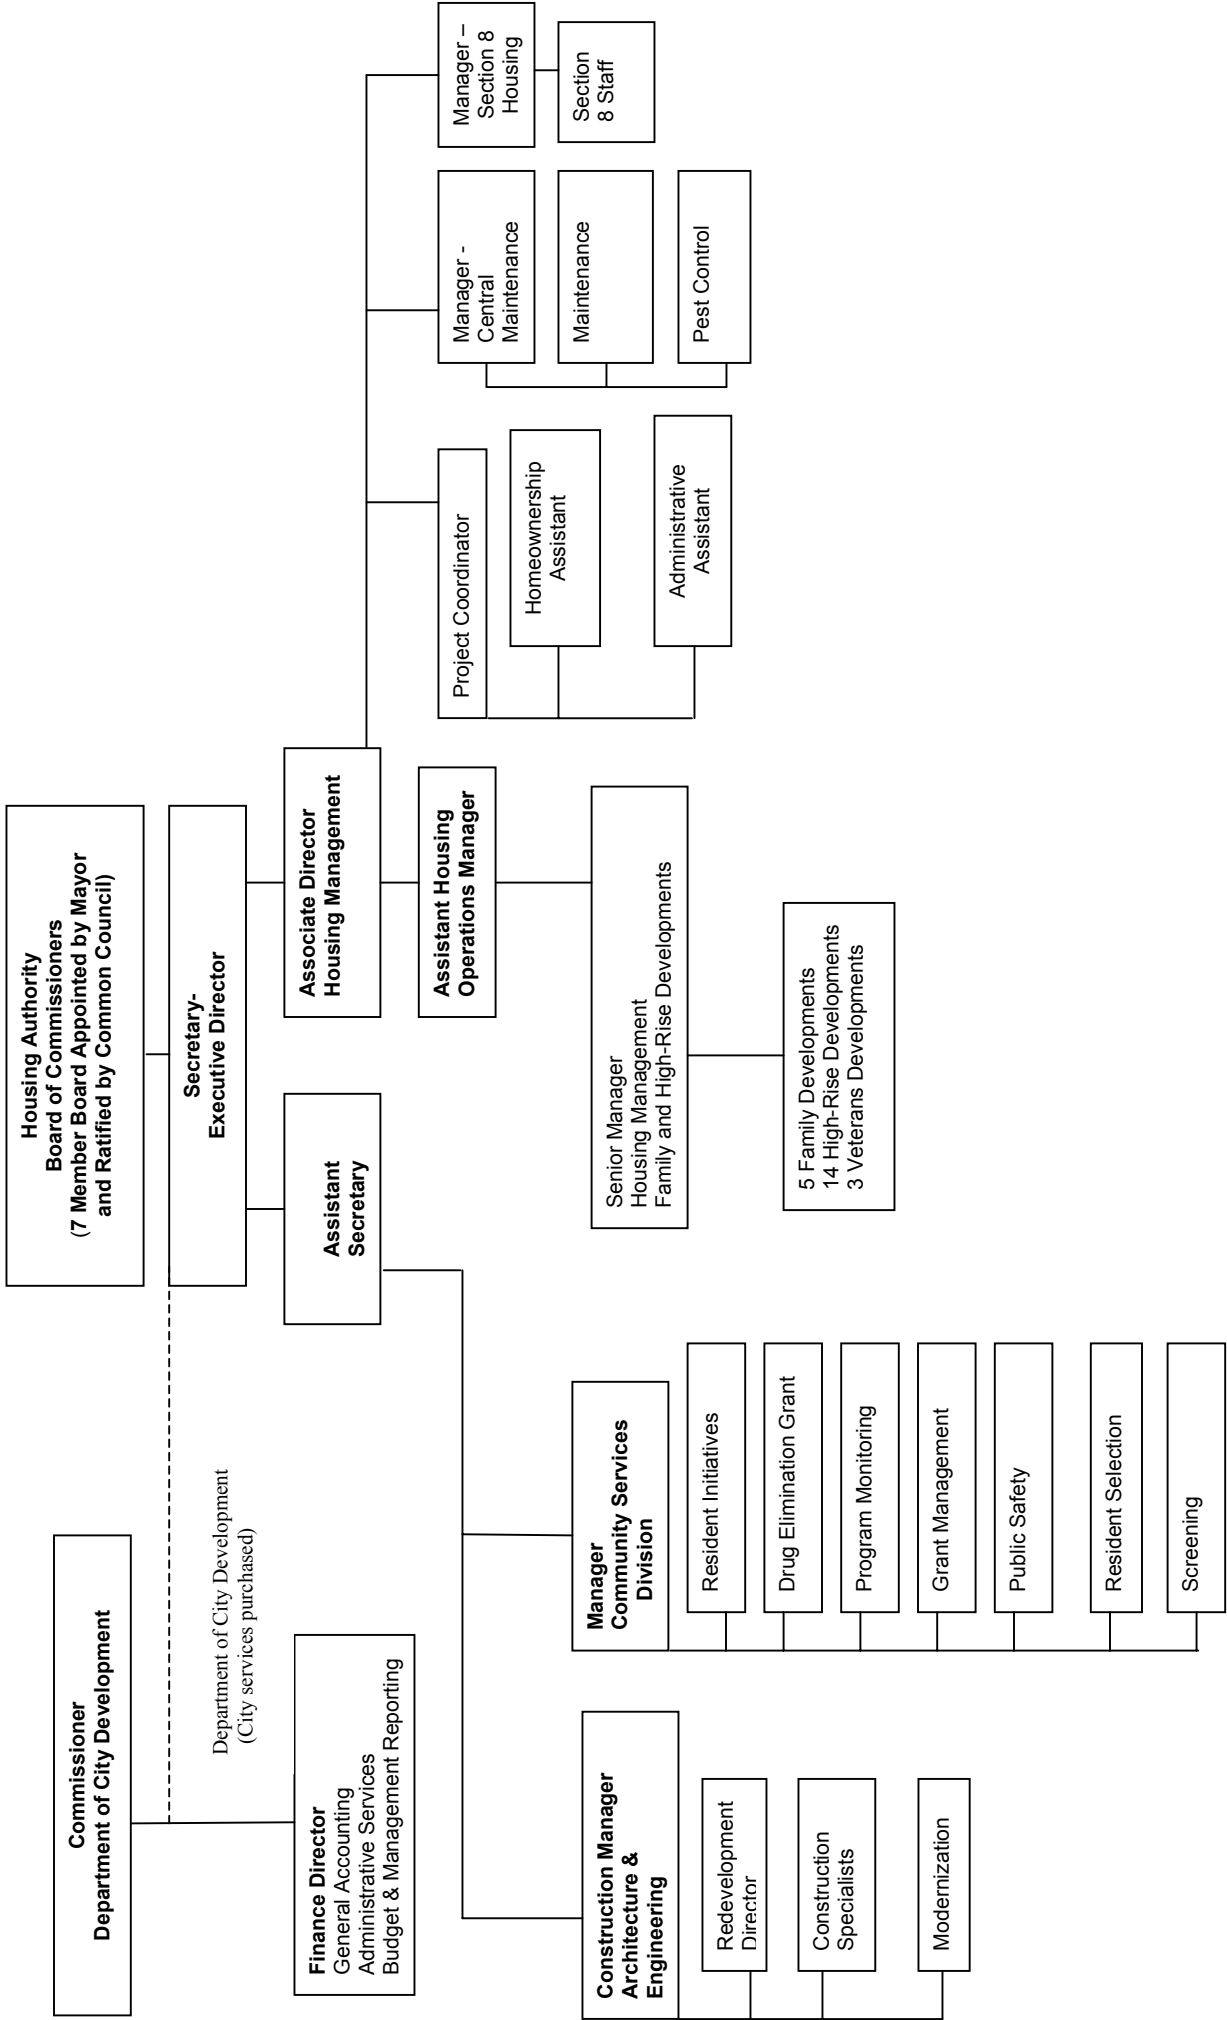 Commissioner
Department of City Development
Housing Authority
Board of Commissioners
(7 Member Board Appointed by Mayor
and Ratified by Common Council)
Secretary-
Executive Director
Department of City Development
(City services purchased)
Finance Director
General Accounting
Administrative Services
Budget & Management Reporting
Assistant
Secretary
Associate Director
Housing Management
Assistant Housing
Operations Manager
Senior Manager
Housing Management
Family and High-Rise Developments
5 Family Developments
14 High-Rise Developments
3 Veterans Developments
Construction Manager
Architecture &
Engineering
Redevelopment
Director
Construction
Specialists
Modernization
Manager
Community Services
Division
Resident Initiatives
Drug Elimination Grant
Program Monitoring
Grant Management
Public Safety
Resident Selection
Screening
Project Coordinator
Homeownership
Assistant
Administrative
Assistant
Manager -
Central
Maintenance
Maintenance
Pest Control
Manager –
Section 8
Housing
Section
8 Staff